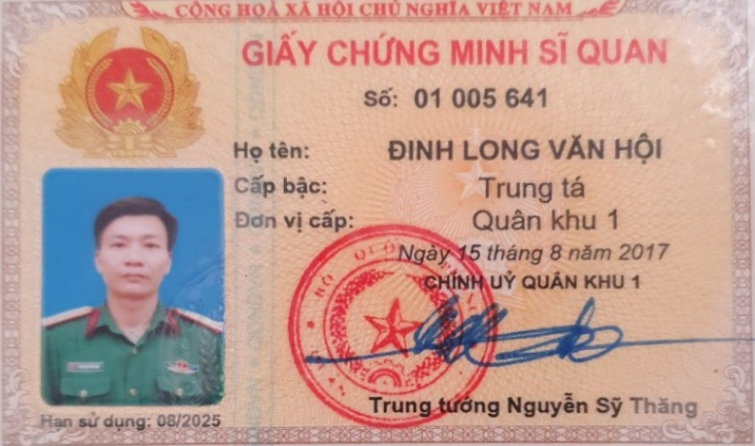 CỘNG HOÀ XÃ HỘI CHỦ NGHĨA VIỆT NAM
GIẤY CHỨNG MINH SĨ QUAN
Số: 01 005 641
Họ tên: ĐINH LONG VĂN HỘI
Cấp bậc: Trung tá
Đơn vị cấp: Quân khu 1
Ngày 15 tháng 8 năm 2017
CHÍNH UỶ QUÂN KHU 1
Trung tướng Nguyễn Sỹ Thăng
Hạn sử dụng: 08/2025